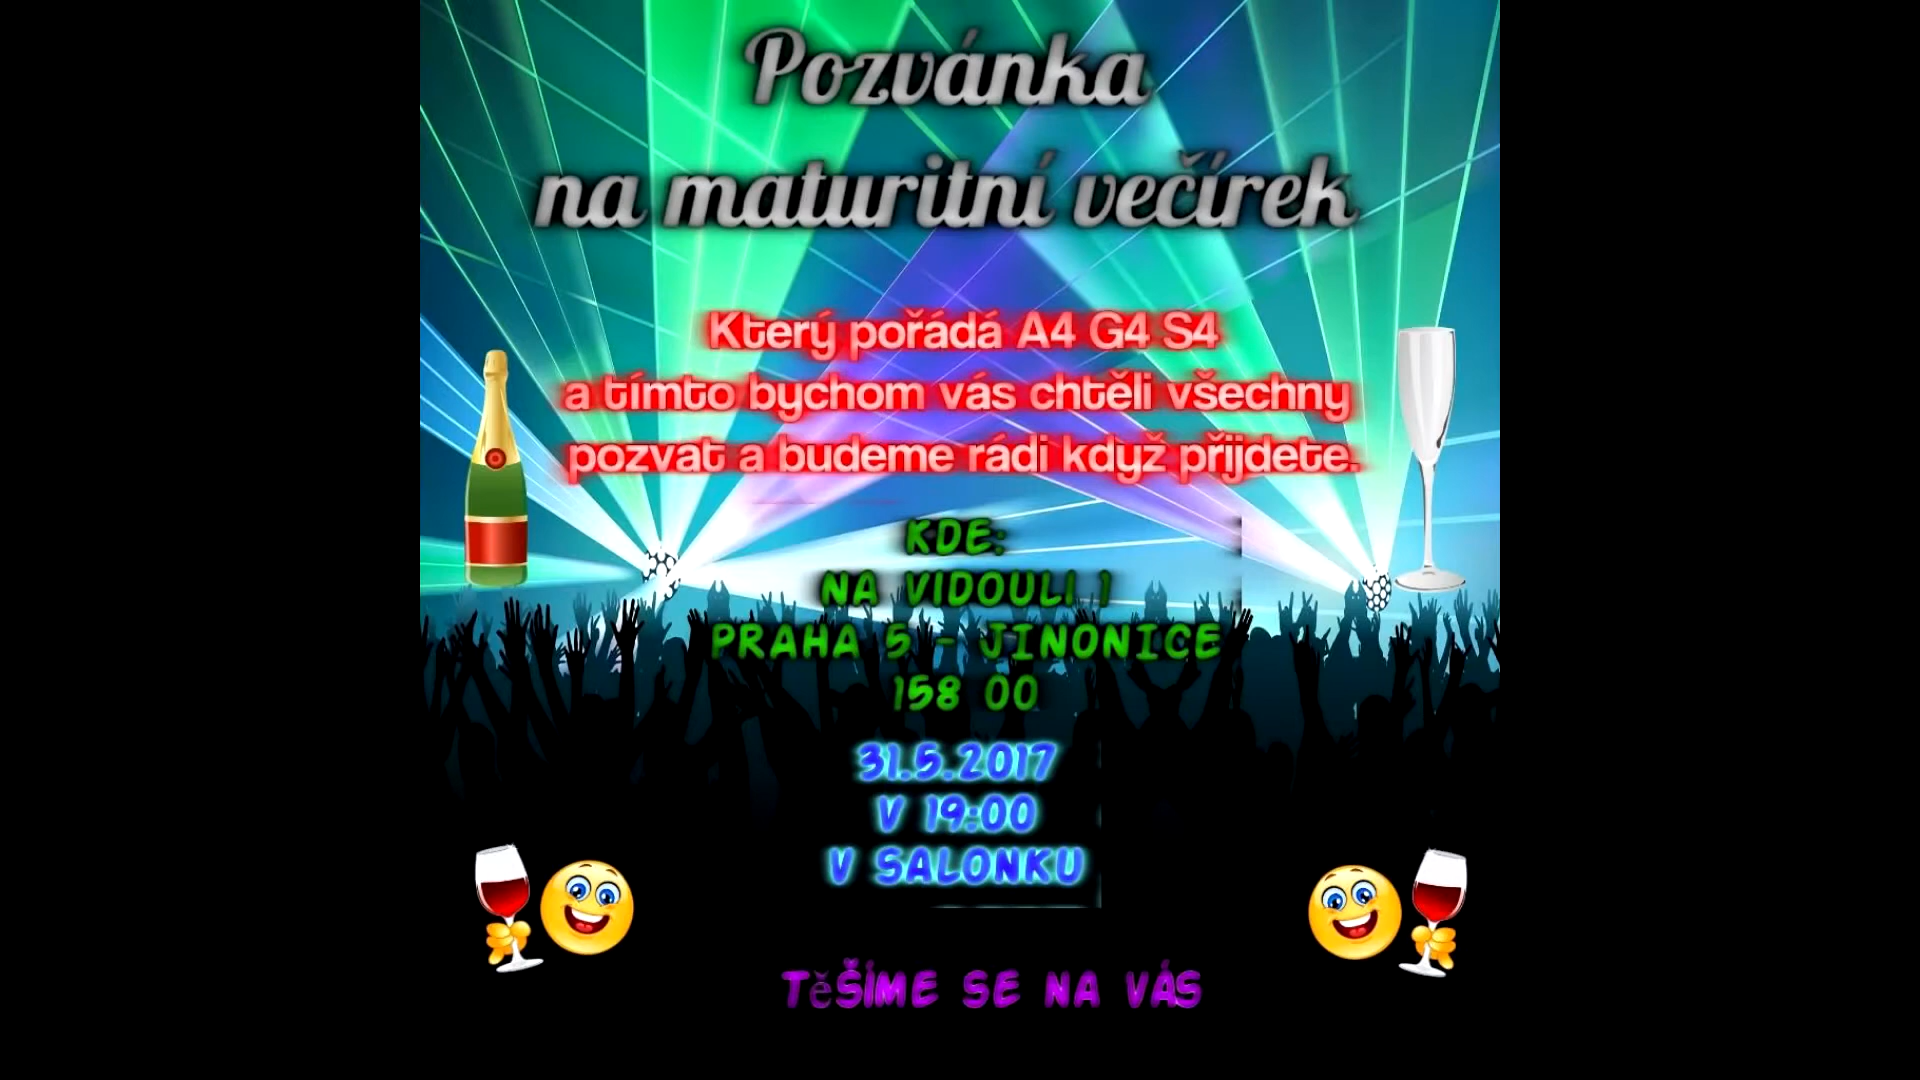 Pozvánka
na maturitní večírek
Který pořádá A4 G4 S4
a tímto bychom vás chtěli všechny
pozvat a budeme rádi když přijdete.
KDE:
NA VIDOULI 1
PRAHA 5 - JINONICE
158 00
31.5.2017
V 19:00
V SALONKU
TěŠÍME SE NA VÁS